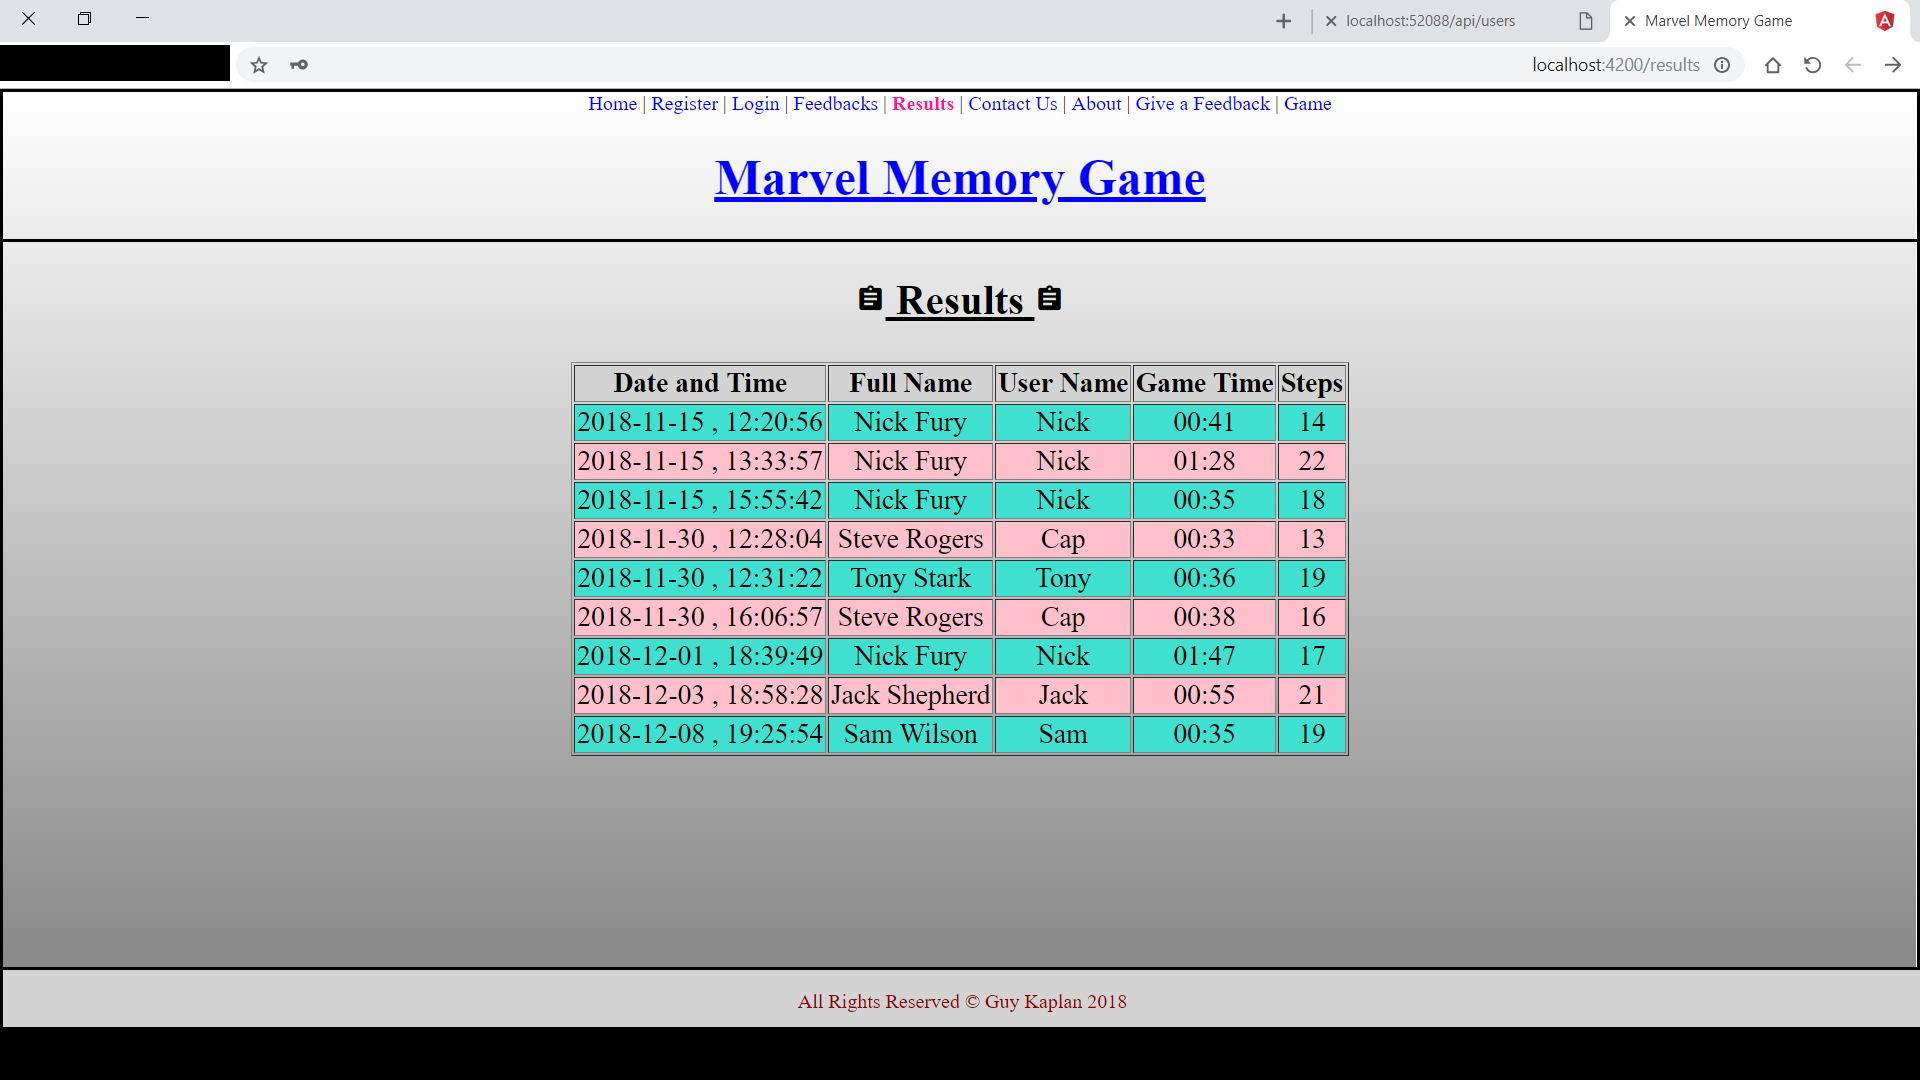 localhost:52088/api/users
Marvel Memory Game
localhost:4200/results
Home | Register | Login | Feedbacks | Results | Contact Us | About | Give a Feedback | Game
Marvel Memory Game
Results
Date and Time Full Name User Name Game Time Steps
2018-11-15 , 12:20:56 Nick Fury Nick 00:41 14
2018-11-15 , 13:33:57 Nick Fury Nick 01:28 22
2018-11-15 , 15:55:42 Nick Fury Nick 00:35 18
2018-11-30 , 12:28:04 Steve Rogers Cap 00:33 13
2018-11-30 , 12:31:22 Tony Stark Tony 00:36 19
2018-11-30 , 16:06:57 Steve Rogers Cap 00:38 16
2018-12-01 , 18:39:49 Nick Fury Nick 01:47 17
2018-12-03 , 18:58:28 Jack Shepherd Jack 00:55 21
2018-12-08 , 19:25:54 Sam Wilson Sam 00:35 19
All Rights Reserved © Guy Kaplan 2018